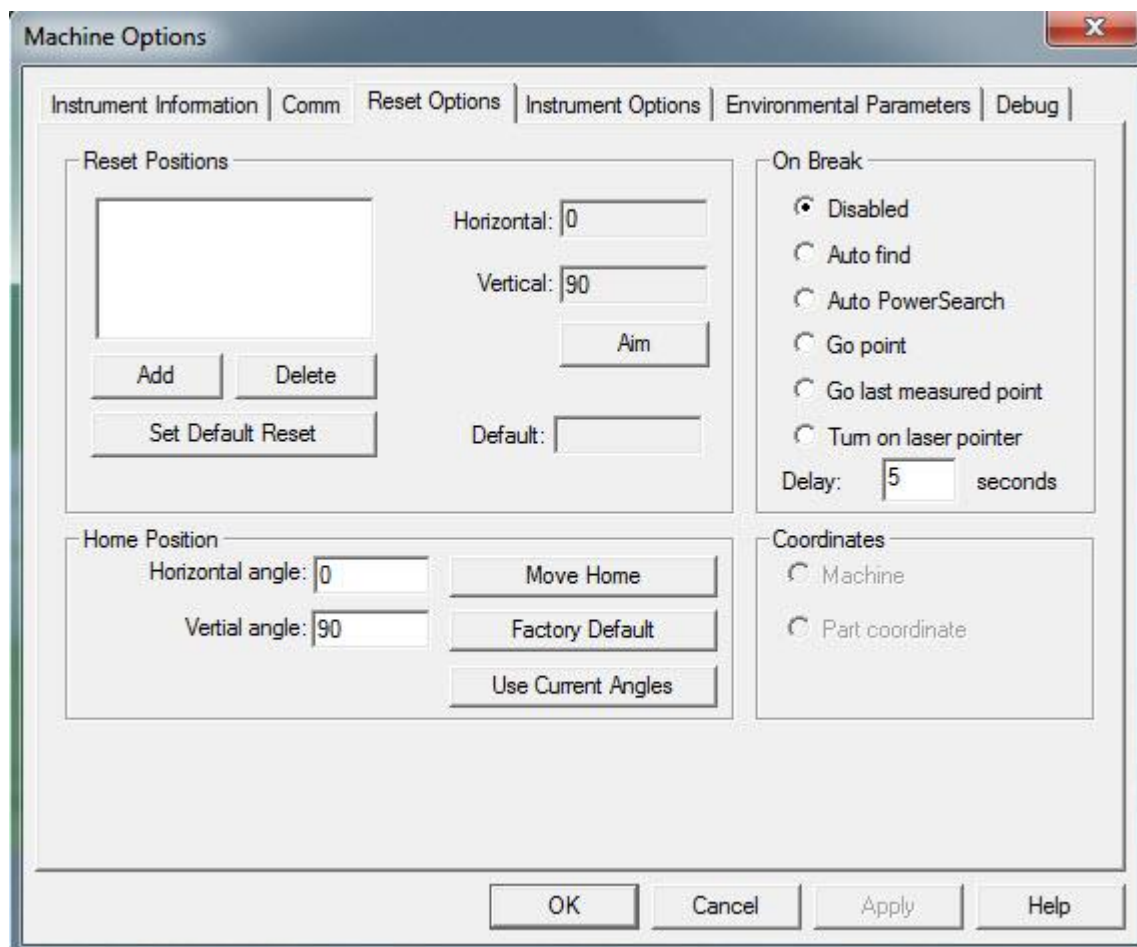 Machine Options
Instrument Information Comm Reset Options Instrument Options Environmental Parameters Debug
Reset Positions
Horizontal: 0
Vertical: 90
Aim
Add Delete
Set Default Reset
Default:
On Break
Disabled
Auto find
Auto PowerSearch
Go point
Go last measured point
Turn on laser pointer
Delay: 5 seconds
Home Position
Horizontal angle: 0
Move Home
Vertial angle: 90
Factory Default
Use Current Angles
Coordinates
Machine
Part coordinate
OK Cancel Apply Help